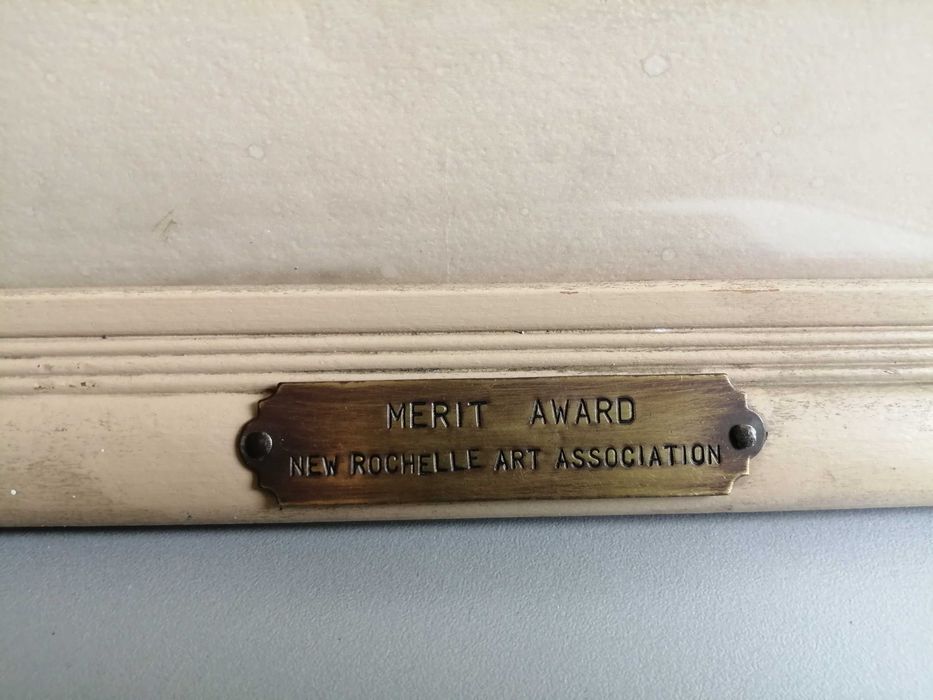 MERIT AWARD
NEW ROCHELLE ART ASSOCIATION